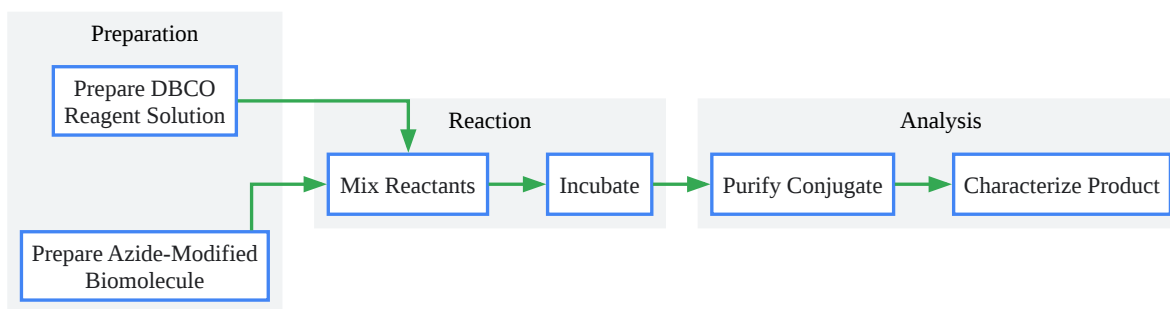 Preparation
Prepare DBCO
Reagent Solution
Prepare Azide-Modified
Biomolecule
Reaction
Mix Reactants
Incubate
Analysis
Purify Conjugate
Characterize Product